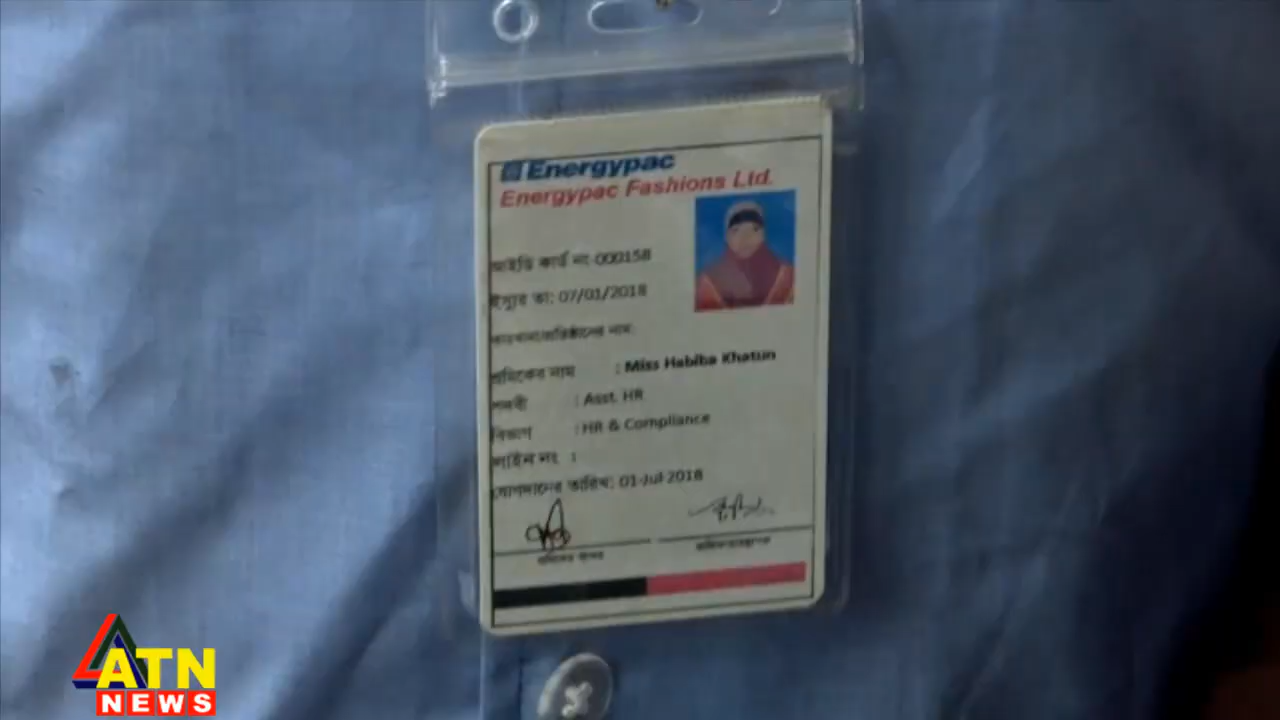 Energypac
Energypac Fashions Ltd.
আইডি কার্ড নং-000158
ইস্যুর তা: 07/01/2018
কারখানা/প্রতিষ্ঠানের নাম:
শ্রমিকের নাম : Miss Habiba Khatun
পদবী : Asst. HR
বিভাগ : HR & Compliance
লাইন নং :
যোগদানের তারিখ: 01-Jul-2018
ATN
NEWS